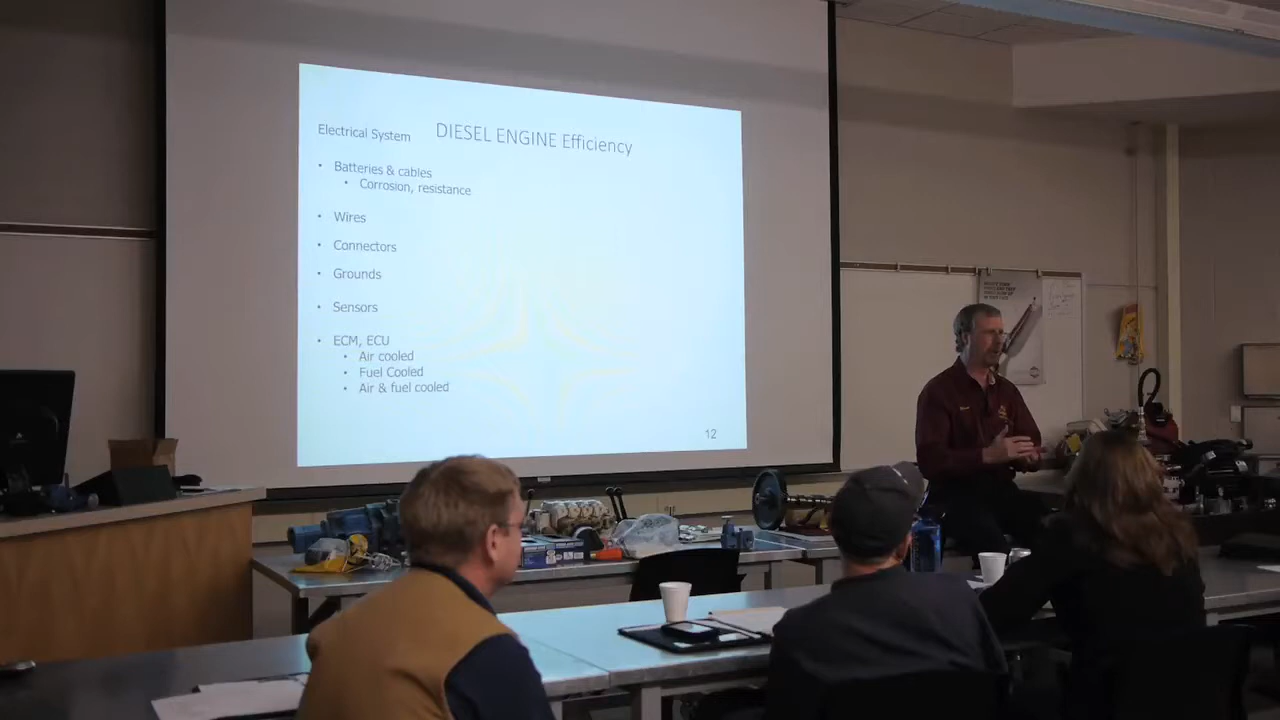 Electrical System
DIESEL ENGINE Efficiency
• Batteries & cables
• Corrosion, resistance
• Wires
• Connectors
• Grounds
• Sensors
• ECM, ECU
• Air cooled
• Fuel Cooled
• Air & fuel cooled
12